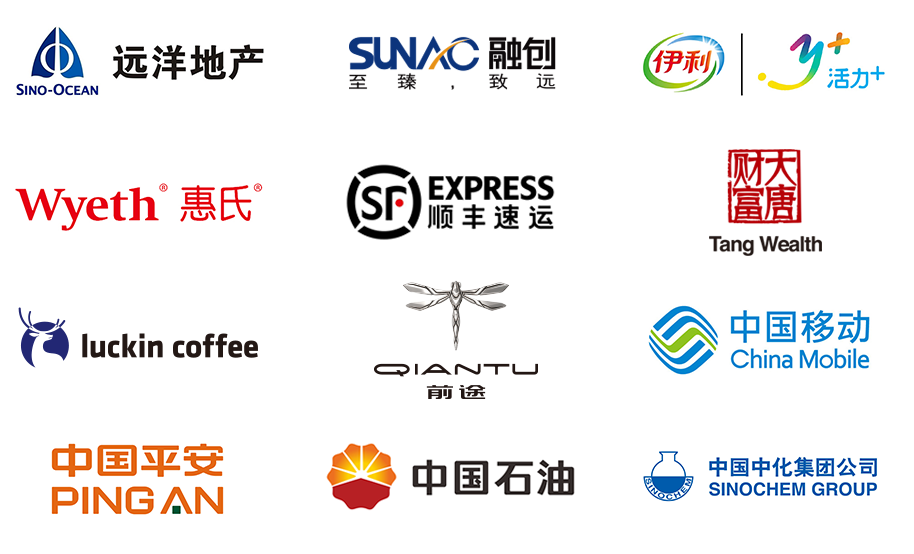 SINO-OCEAN
远洋地产
SUNAC 融创
至臻,致远
伊利
y+
活力+
Wyeth® 惠氏®
SF
EXPRESS
顺丰速运
大唐
财富
Tang Wealth
luckin coffee
QIANTU
前途
中国移动
China Mobile
中国平安
PING AN
中国石油
SINOCHEM
中国中化集团公司
SINOCHEM GROUP